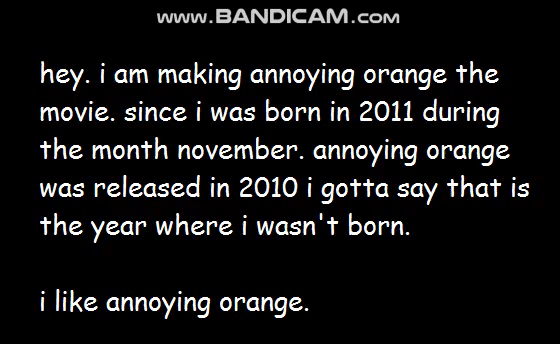 www.BANDICAM.com
hey. i am making annoying orange the
movie. since i was born in 2011 during
the month november. annoying orange
was released in 2010 i gotta say that is
the year where i wasn't born.
i like annoying orange.